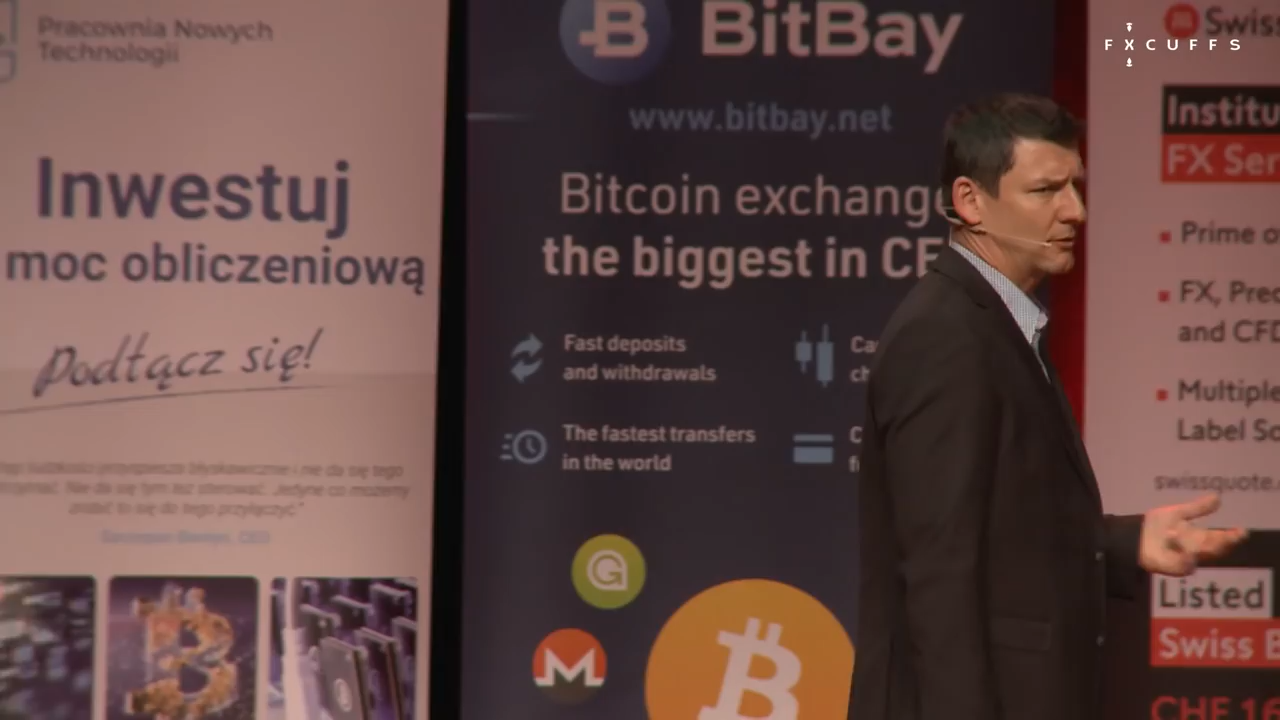 Pracownia Nowych
Technologii
Inwestuj
moc obliczeniową
Podłącz się!
BitBay
www.bitbay.net
Bitcoin exchange
the biggest in CE
Fast deposits
and withdrawals
The fastest transfers
in the world
Swiss
FXCUFFS
Institu
FX Ser
Prime o
FX, Prec
and CFD
Multiple
Label So
swissquote.
Listed
Swiss B
CHF 16